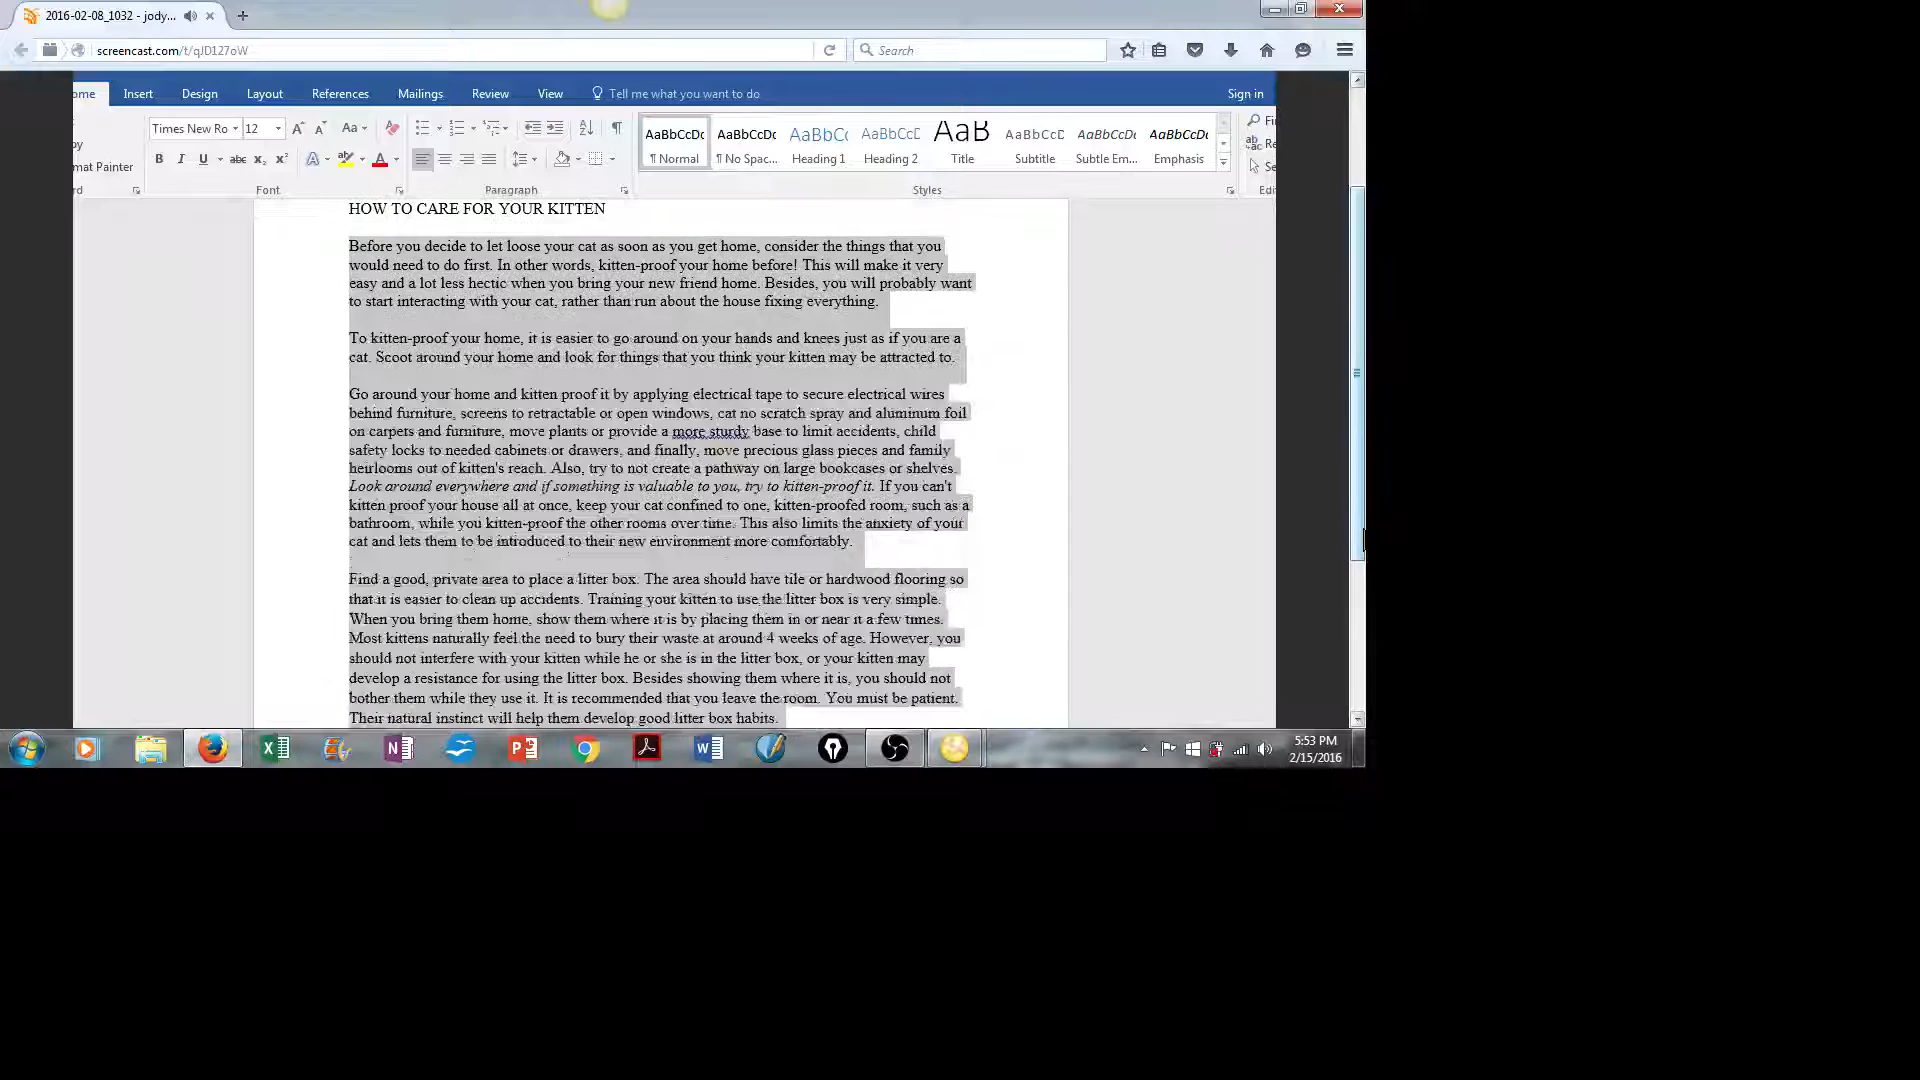 2016-02-08_1032 - jody...
screencast.com/t/qJD127oW
Search
ome Insert Design Layout References Mailings Review View Tell me what you want to do Sign in
Times New Ro 12 Aa
AaBbCcDc AaBbCcDc AaBbCc AaBbCcD AaB AaBbCcD AaBbCcDc AaBbCcDc
Fin
py
Re
B I U abc x₂ x² A A
¶ Normal ¶ No Spac... Heading 1 Heading 2 Title Subtitle Subtle Em... Emphasis
mat Painter
Se
rd Font Paragraph Styles Edi
HOW TO CARE FOR YOUR KITTEN
Before you decide to let loose your cat as soon as you get home, consider the things that you
would need to do first. In other words, kitten-proof your home before! This will make it very
easy and a lot less hectic when you bring your new friend home. Besides, you will probably want
to start interacting with your cat, rather than run about the house fixing everything.
To kitten-proof your home, it is easier to go around on your hands and knees just as if you are a
cat. Scoot around your home and look for things that you think your kitten may be attracted to.
Go around your home and kitten proof it by applying electrical tape to secure electrical wires
behind furniture, screens to retractable or open windows, cat no scratch spray and aluminum foil
on carpets and furniture, move plants or provide a more sturdy base to limit accidents, child
safety locks to needed cabinets or drawers, and finally, move precious glass pieces and family
heirlooms out of kitten's reach. Also, try to not create a pathway on large bookcases or shelves.
Look around everywhere and if something is valuable to you, try to kitten-proof it. If you can't
kitten proof your house all at once, keep your cat confined to one, kitten-proofed room, such as a
bathroom, while you kitten-proof the other rooms over time. This also limits the anxiety of your
cat and lets them to be introduced to their new environment more comfortably.
Find a good, private area to place a litter box. The area should have tile or hardwood flooring so
that it is easier to clean up accidents. Training your kitten to use the litter box is very simple.
When you bring them home, show them where it is by placing them in or near it a few times.
Most kittens naturally feel the need to bury their waste at around 4 weeks of age. However, you
should not interfere with your kitten while he or she is in the litter box, or your kitten may
develop a resistance for using the litter box. Besides showing them where it is, you should not
bother them while they use it. It is recommended that you leave the room. You must be patient.
Their natural instinct will help them develop good litter box habits.
5:53 PM
2/15/2016